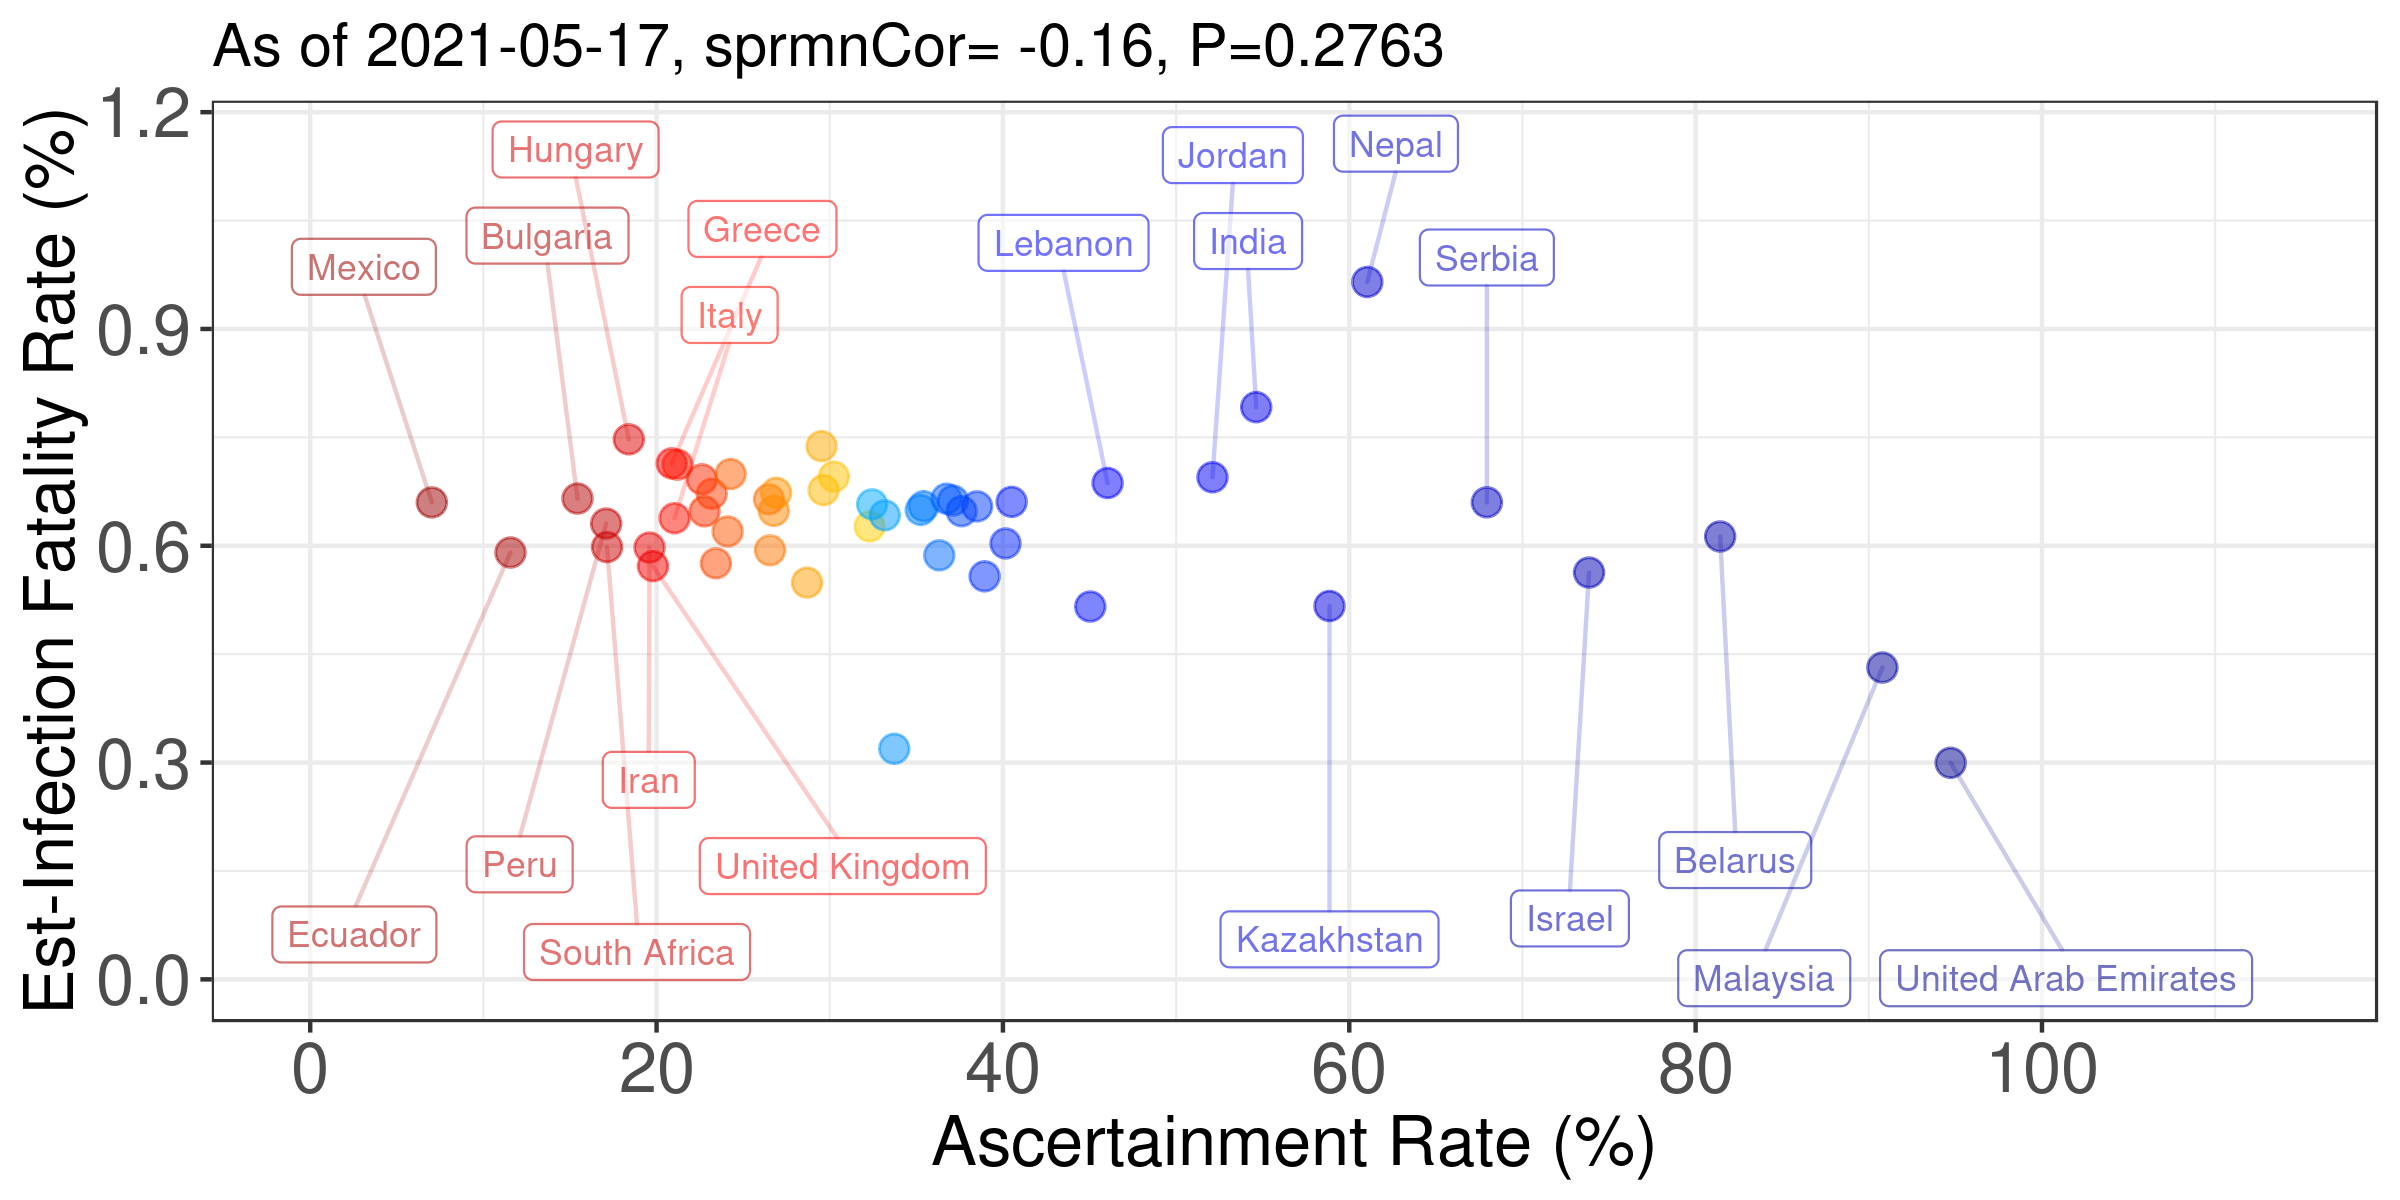 As of 2021-05-17, sprmnCor= -0.16, P=0.2763
Est-Infection Fatality Rate (%)
1.2
0.9
0.6
0.3
0.0
Hungary
Jordan
Nepal
Bulgaria
Greece
Lebanon
India
Serbia
Mexico
Italy
Iran
Peru
United Kingdom
Belarus
Ecuador
South Africa
Kazakhstan
Israel
Malaysia
United Arab Emirates
0
20
40
60
80
100
Ascertainment Rate (%)